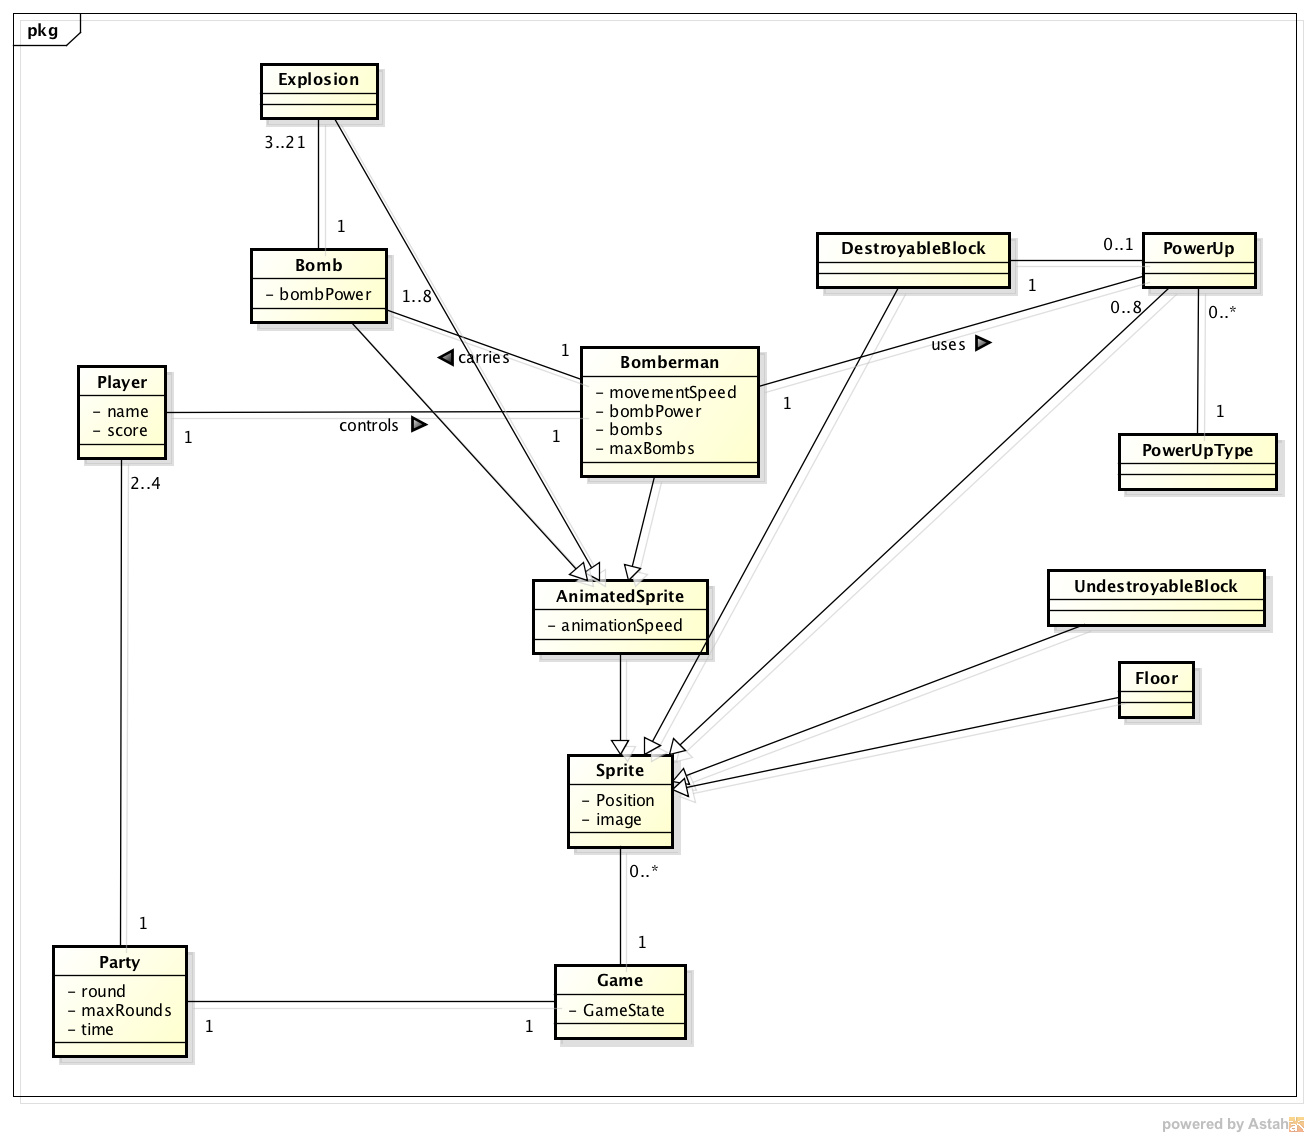 pkg
Explosion
3..21
1
Bomb
- bombPower
1..8
DestroyableBlock
0..1
PowerUp
1
0..8
0..*
uses
carries
1
Bomberman
- movementSpeed
- bombPower
- bombs
- maxBombs
1
Player
- name
- score
controls
1
1
2..4
1
PowerUpType
AnimatedSprite
- animationSpeed
UndestroyableBlock
Floor
Sprite
- Position
- image
0..*
1
1
Party
- round
- maxRounds
- time
Game
- GameState
1
1
powered by Astah